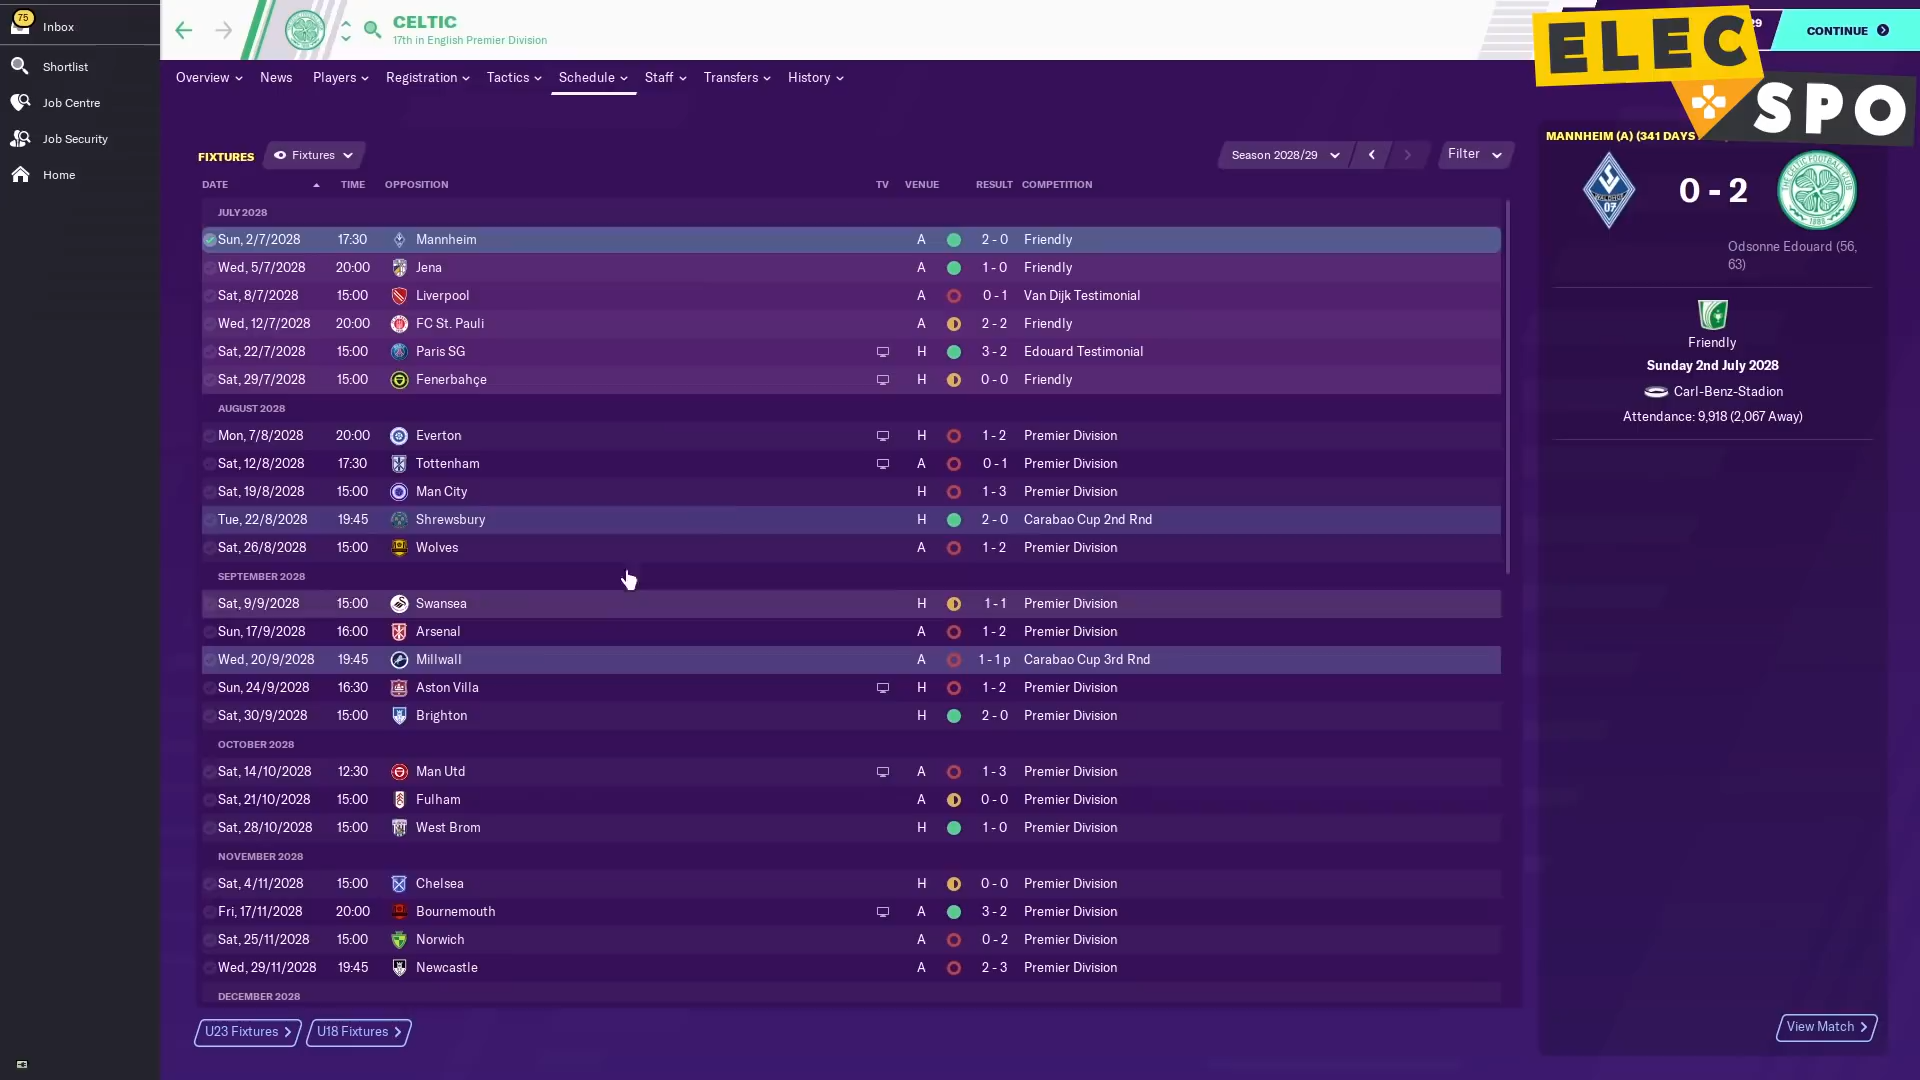 75
Inbox
Shortlist
Job Centre
Job Security
Home
CELTIC
17th in English Premier Division
CONTINUE
ELEC
SPO
Overview News Players Registration Tactics Schedule Staff Transfers History
FIXTURES Fixtures Season 2028/29 Filter
DATE TIME OPPOSITION TV VENUE RESULT COMPETITION
JULY 2028
Sun, 2/7/2028 17:30 Mannheim A 2 - 0 Friendly
Wed, 5/7/2028 20:00 Jena A 1 - 0 Friendly
Sat, 8/7/2028 15:00 Liverpool A 0 - 1 Van Dijk Testimonial
Wed, 12/7/2028 20:00 FC St. Pauli A 2 - 2 Friendly
Sat, 22/7/2028 15:00 Paris SG H 3 - 2 Edouard Testimonial
Sat, 29/7/2028 15:00 Fenerbahçe H 0 - 0 Friendly
AUGUST 2028
Mon, 7/8/2028 20:00 Everton H 1 - 2 Premier Division
Sat, 12/8/2028 17:30 Tottenham A 0 - 1 Premier Division
Sat, 19/8/2028 15:00 Man City H 1 - 3 Premier Division
Tue, 22/8/2028 19:45 Shrewsbury H 2 - 0 Carabao Cup 2nd Rnd
Sat, 26/8/2028 15:00 Wolves A 1 - 2 Premier Division
SEPTEMBER 2028
Sat, 9/9/2028 15:00 Swansea H 1 - 1 Premier Division
Sun, 17/9/2028 16:00 Arsenal A 1 - 2 Premier Division
Wed, 20/9/2028 19:45 Millwall A 1 - 1 p Carabao Cup 3rd Rnd
Sun, 24/9/2028 16:30 Aston Villa H 1 - 2 Premier Division
Sat, 30/9/2028 15:00 Brighton H 2 - 0 Premier Division
OCTOBER 2028
Sat, 14/10/2028 12:30 Man Utd A 1 - 3 Premier Division
Sat, 21/10/2028 15:00 Fulham A 0 - 0 Premier Division
Sat, 28/10/2028 15:00 West Brom H 1 - 0 Premier Division
NOVEMBER 2028
Sat, 4/11/2028 15:00 Chelsea H 0 - 0 Premier Division
Fri, 17/11/2028 20:00 Bournemouth A 3 - 2 Premier Division
Sat, 25/11/2028 15:00 Norwich A 0 - 2 Premier Division
Wed, 29/11/2028 19:45 Newcastle A 2 - 3 Premier Division
DECEMBER 2028
U23 Fixtures U18 Fixtures
MANNHEIM (A) (341 DAYS
0 - 2
Odsonne Edouard (56,
63)
Friendly
Sunday 2nd July 2028
Carl-Benz-Stadion
Attendance: 9,918 (2,067 Away)
View Match